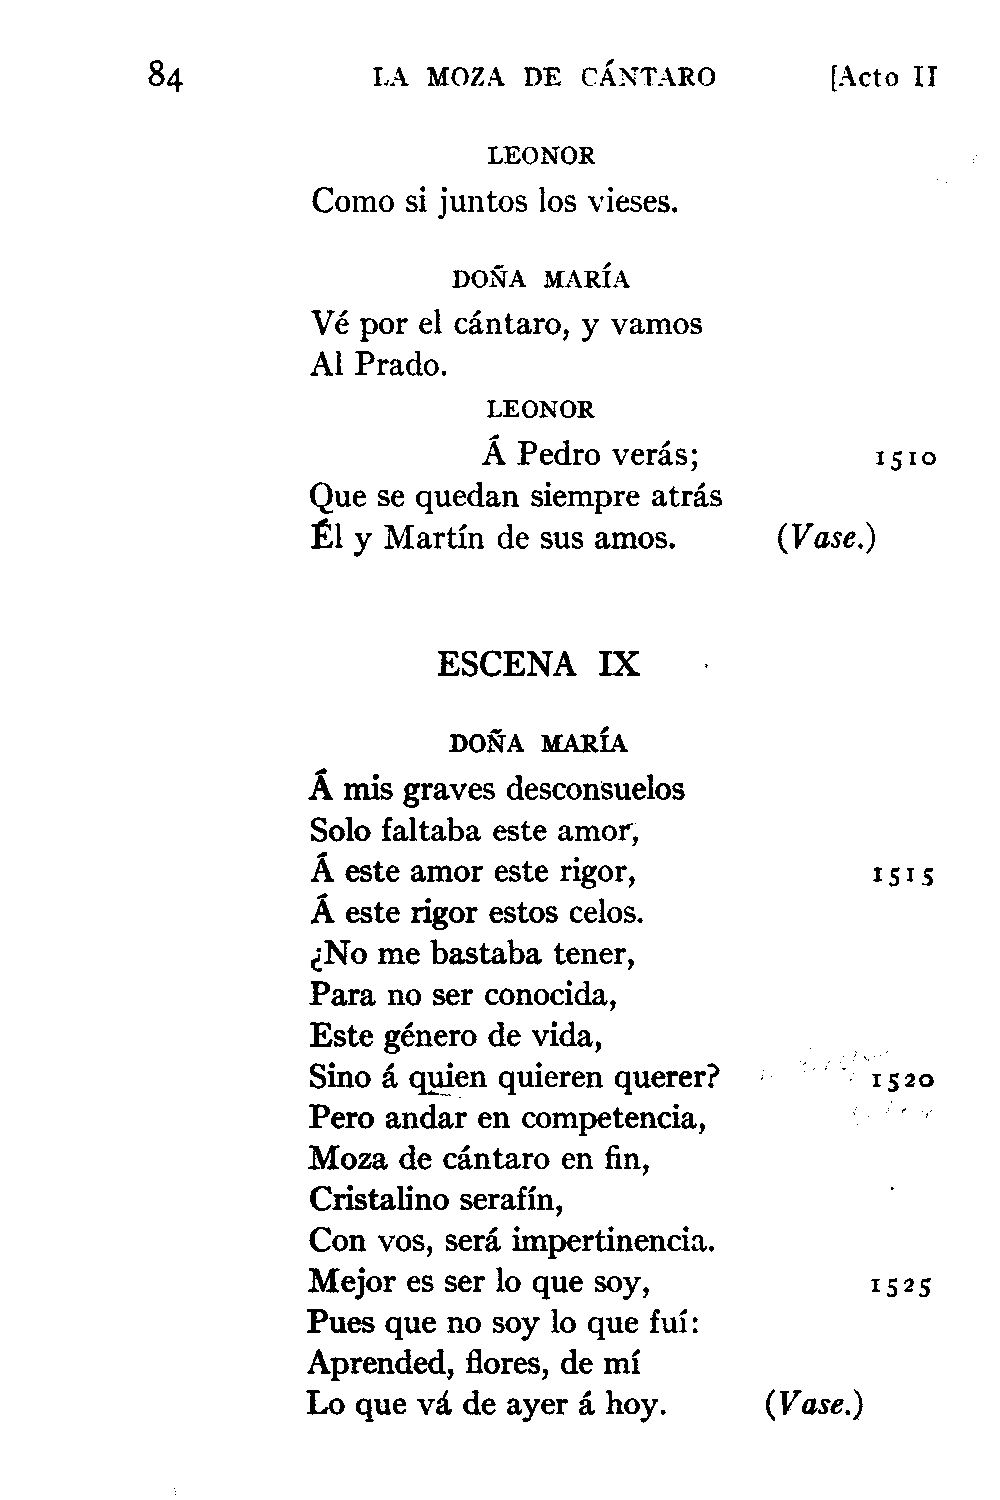 84 LA MOZA DE CÁNTARO [Acto II
LEONOR
Como si juntos los vieses.
DOÑA MARÍA
Vé por el cántaro, y vamos
Al Prado.
LEONOR
Á Pedro verás; 1510
Que se quedan siempre atrás
Él y Martín de sus amos. (Vase.)
ESCENA IX
DOÑA MARÍA
Á mis graves desconsuelos
Solo faltaba este amor,
Á este amor este rigor, 1515
Á este rigor estos celos.
¿No me bastaba tener,
Para no ser conocida,
Este género de vida,
Sino á quien quieren querer? 1520
Pero andar en competencia,
Moza de cántaro en fin,
Cristalino serafín,
Con vos, será impertinencia.
Mejor es ser lo que soy, 1525
Pues que no soy lo que fuí:
Aprended, flores, de mí
Lo que vá de ayer á hoy. (Vase.)